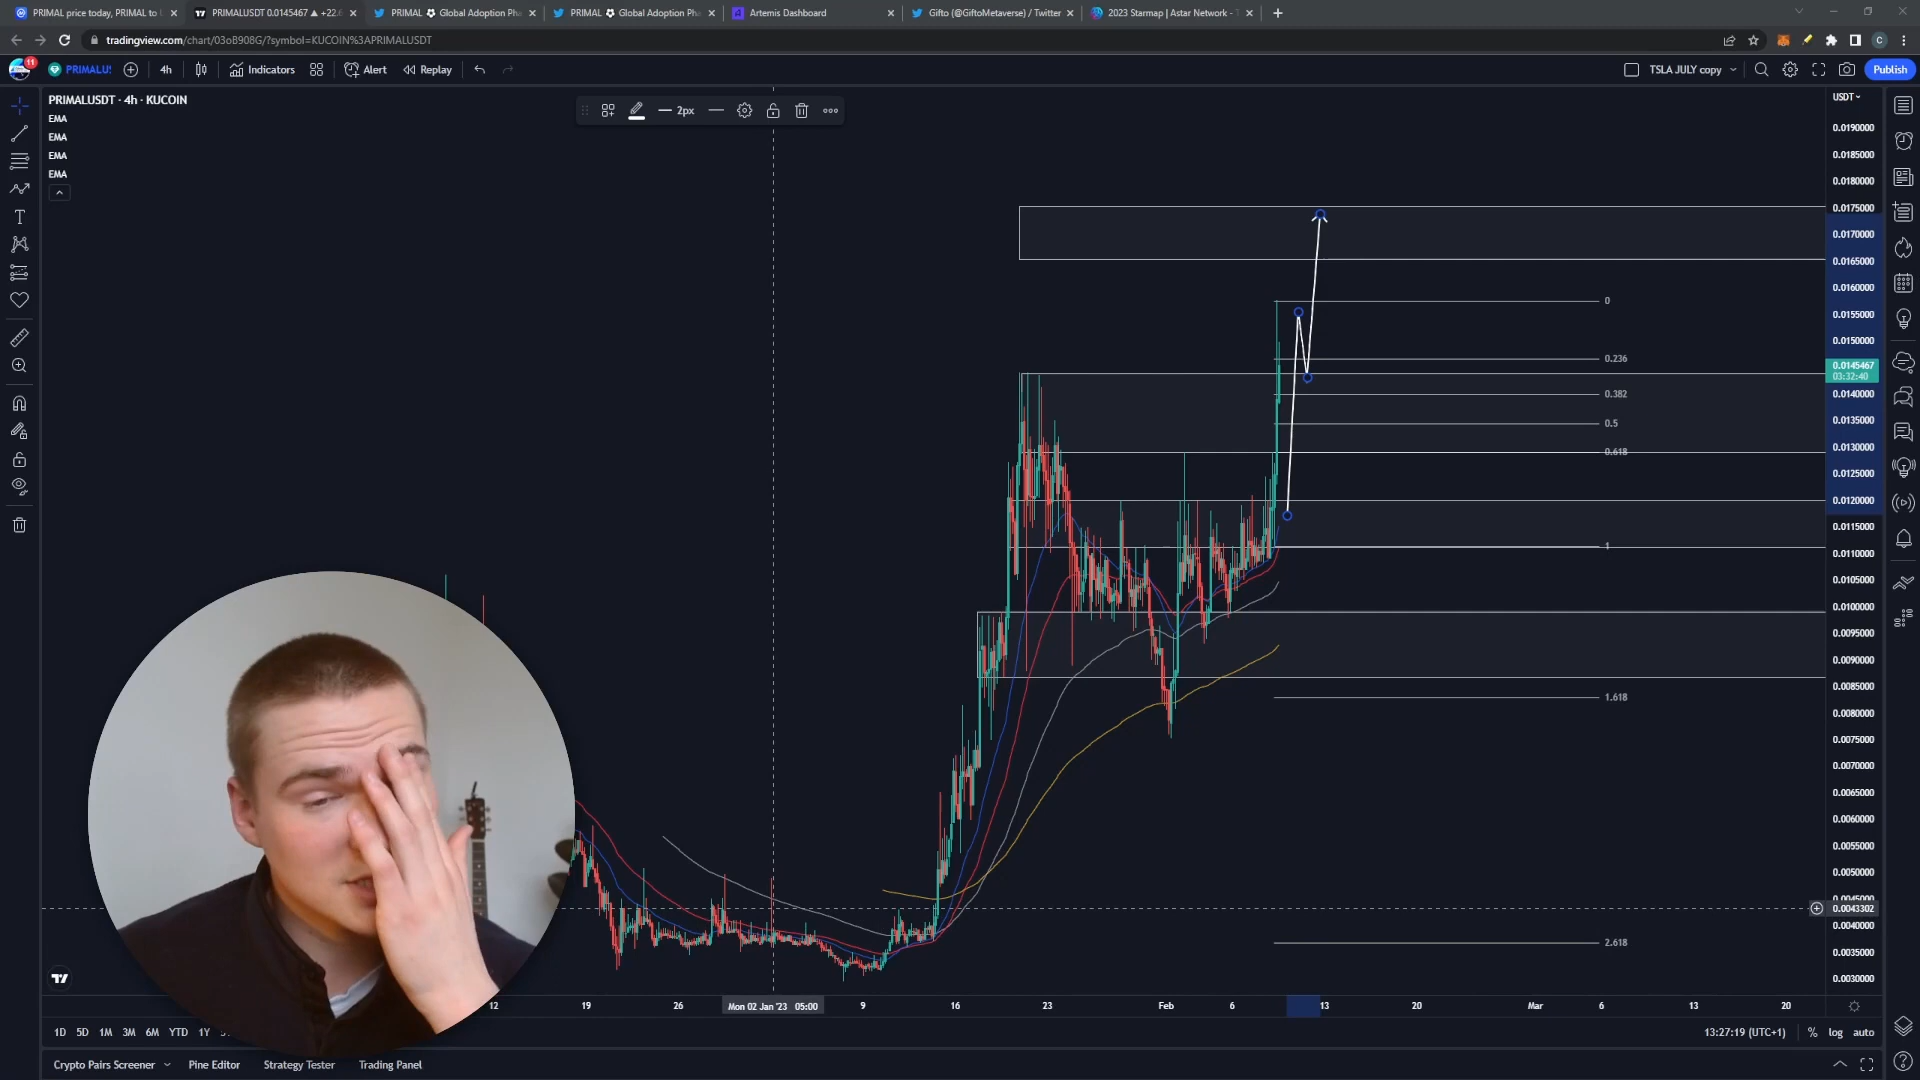 PRIMAL price today, PRIMAL to
PRIMALUSDT 0.0145467 ▲ +22.
PRIMAL ⚽ Global Adoption Pha
PRIMAL ⚽ Global Adoption Pha
Artemis Dashboard
Gifto (@GiftoMetaverse) / Twitter
2023 Starmap | Astar Network -
tradingview.com/chart/03oB908G/?symbol=KUCOIN%3APRIMALUSDT
C
11
PRIMALU
4h
Indicators
Alert
Replay
TSLA JULY copy
Publish
PRIMALUSDT · 4h · KUCOIN
EMA
EMA
EMA
EMA
2px
USDT
0.0190000
0.0185000
0.0180000
0.0175000
0.0170000
0.0165000
0.0160000
0.0155000
0.0150000
0.0145467
03:32:40
0.0140000
0.0135000
0.0130000
0.0125000
0.0120000
0.0115000
0.0110000
0.0105000
0.0100000
0.0095000
0.0090000
0.0085000
0.0080000
0.0075000
0.0070000
0.0065000
0.0060000
0.0055000
0.0050000
0.0045000
0.0043302
0.0040000
0.0035000
0.0030000
0
0.236
0.382
0.5
0.618
1
1.618
2.618
12
19
26
Mon 02 Jan '23 05:00
9
16
23
Feb
6
13
20
Mar
6
13
20
1D 5D 1M 3M 6M YTD 1Y
13:27:19 (UTC+1)
%
log
auto
Crypto Pairs Screener
Pine Editor
Strategy Tester
Trading Panel